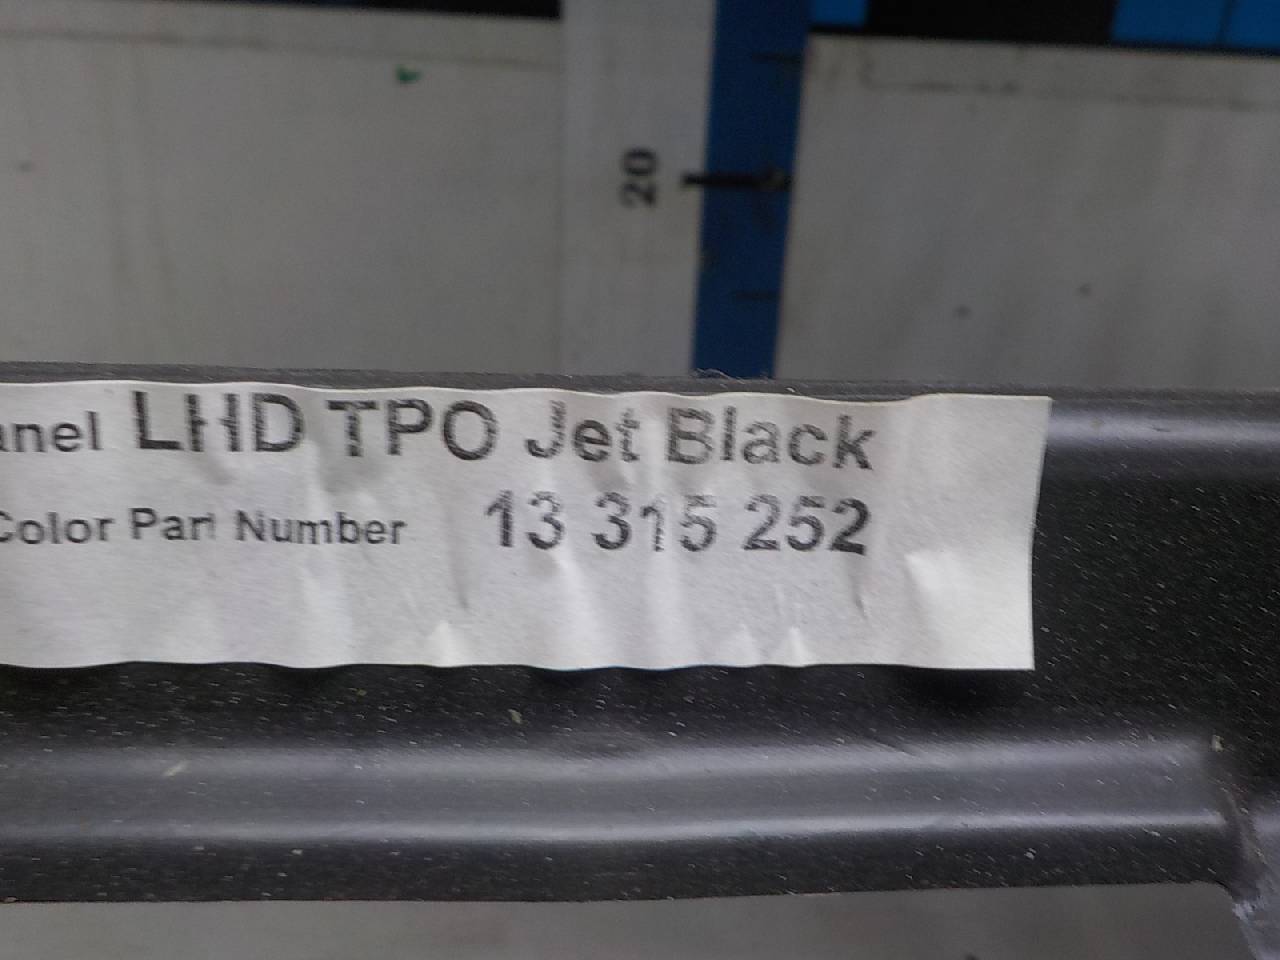 20
anel LHD TPO Jet Black
Color Part Number 13 315 252